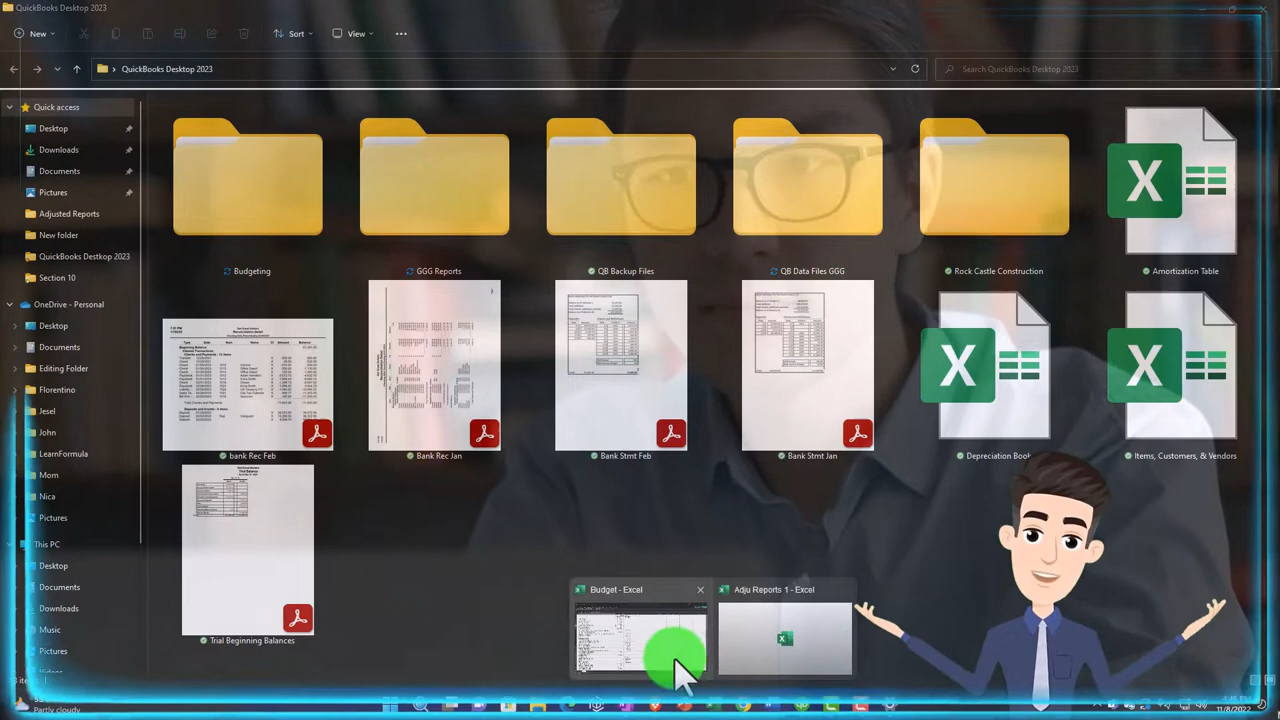 QuickBooks Desktop 2023
New
Sort
View
QuickBooks Desktop 2023
Search QuickBooks Desktop 2023
Quick access
Desktop
Downloads
Documents
Pictures
Adjusted Reports
New folder
QuickBooks Destkop 2023
Section 10
OneDrive - Personal
Desktop
Documents
Editing Folder
Florentino
Jesel
John
LearnFormula
Mom
Nica
Pictures
This PC
Desktop
Documents
Downloads
Music
Pictures
Budgeting
GGG Reports
QB Backup Files
QB Data Files GGG
Rock Castle Construction
Amortization Table
bank Rec Feb
Bank Rec Jan
Bank Stmt Feb
Bank Stmt Jan
Depreciation Book
Items, Customers, & Vendors
Trial Beginning Balances
Budget - Excel
Adju Reports 1 - Excel
Partly cloudy
11/8/2022